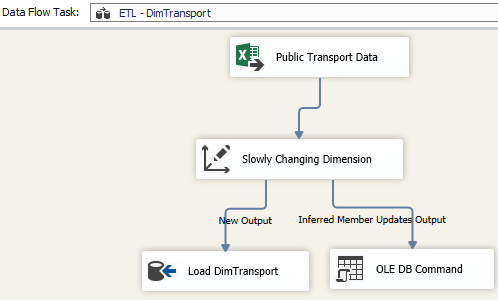 Data Flow Task: ETL - DimTransport
Public Transport Data
Slowly Changing Dimension
New Output
Inferred Member Updates Output
Load DimTransport
OLE DB Command